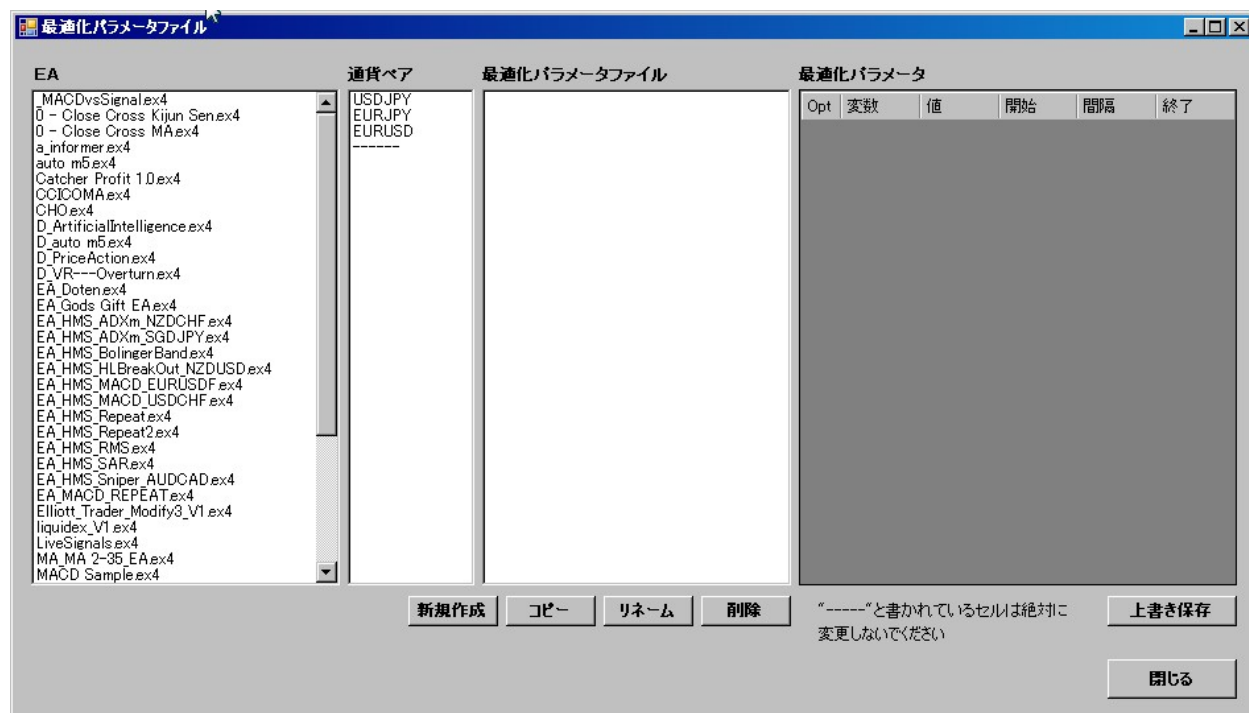 最適化パラメータファイル
EA
通貨ペア
最適化パラメータファイル
最適化パラメータ
_MACDvsSignal.ex4
0 - Close Cross Kijun Sen.ex4
0 - Close Cross MA.ex4
a_informer.ex4
auto m5.ex4
Catcher Profit 1.0.ex4
CCICOMA.ex4
CHO.ex4
D_ArtificialIntelligence.ex4
D_auto m5.ex4
D_PriceAction.ex4
D_VR---Overturn.ex4
EA_Doten.ex4
EA_Gods Gift EA.ex4
EA_HMS_ADXm_NZDCHF.ex4
EA_HMS_ADXm_SGDJPY.ex4
EA_HMS_BolingerBand.ex4
EA_HMS_HLBreakOut_NZDUSD.ex4
EA_HMS_MACD_EURUSDF.ex4
EA_HMS_MACD_USDCHF.ex4
EA_HMS_Repeat.ex4
EA_HMS_Repeat2.ex4
EA_HMS_RMS.ex4
EA_HMS_SAR.ex4
EA_HMS_Sniper_AUDCAD.ex4
EA_MACD_REPEAT.ex4
Elliott_Trader_Modify3_V1.ex4
liquidex_V1.ex4
LiveSignals.ex4
MA_MA 2-35_EA.ex4
MACD Sample.ex4
USDJPY
EURJPY
EURUSD
------
Opt 変数 値 開始 間隔 終了
新規作成 コピー リネーム 削除
“-----“と書かれているセルは絶対に
変更しないでください
上書き保存
閉じる